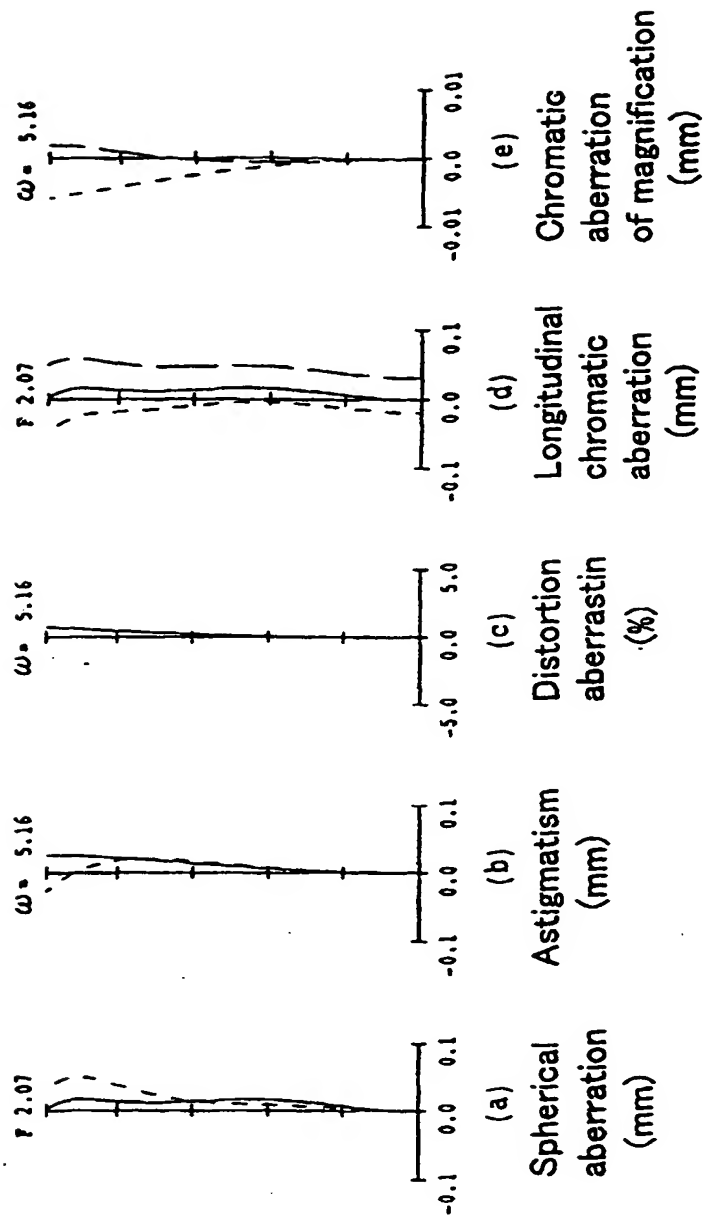 F 2.07
-0.1 0.0 0.1
(a)
Spherical
aberration
(mm)
ω= 5.16
-0.1 0.0 0.1
(b)
Astigmatism
(mm)
ω= 5.16
-5.0 0.0 5.0
(c)
Distortion
aberrastin
(%)
F 2.07
-0.1 0.0 0.1
(d)
Longitudinal
chromatic
aberration
(mm)
ω= 5.16
-0.01 0.0 0.01
(e)
Chromatic
aberration
of magnification
(mm)